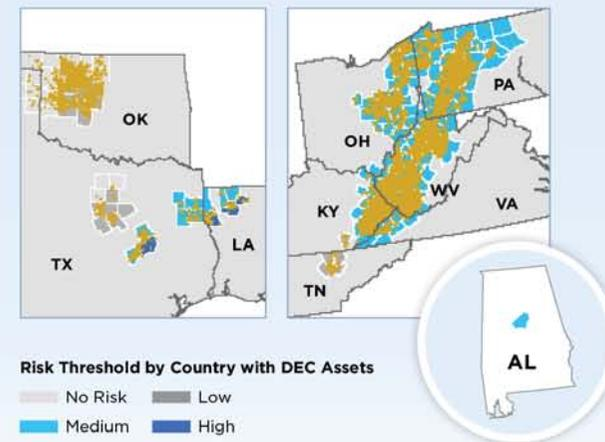 OK
TX
LA
PA
OH
WV
KY
VA
TN
AL
Risk Threshold by Country with DEC Assets
No Risk
Low
Medium
High